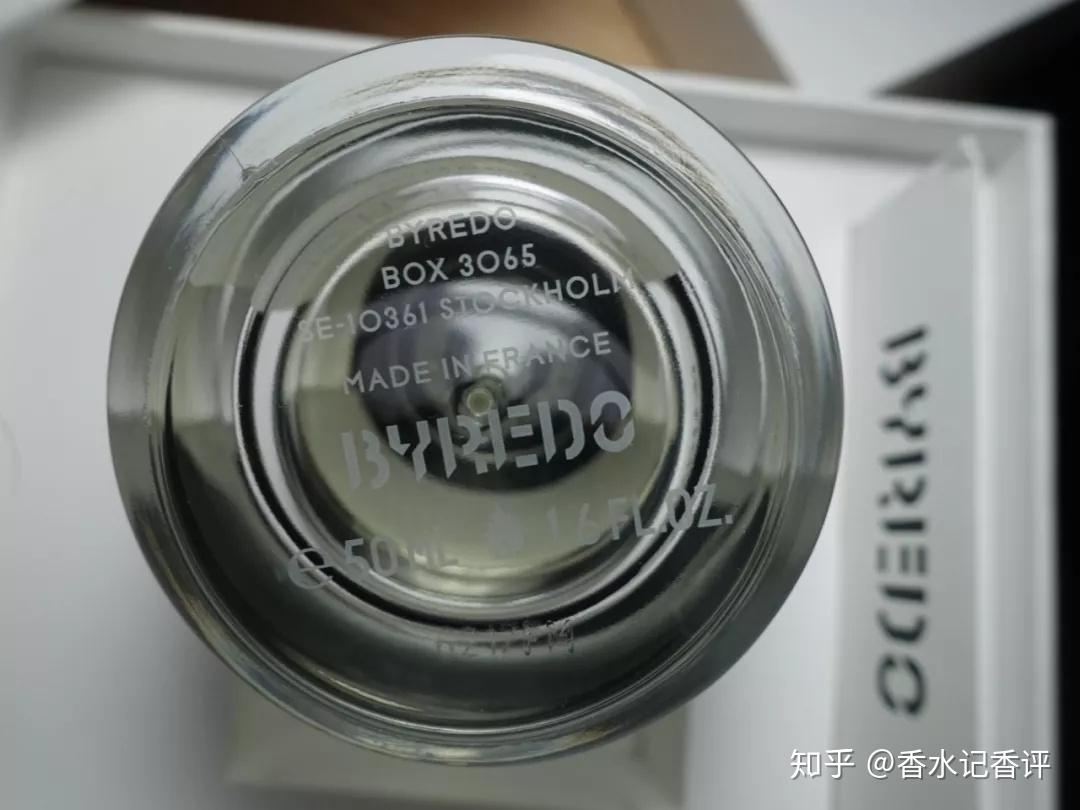 BYREDO
BOX 3065
SE-10361 STOCKHOLM
MADE IN FRANCE
BYREDO
℮ 50 ML 1.6 FL.OZ.
BYREDO
知乎 @香水记香评